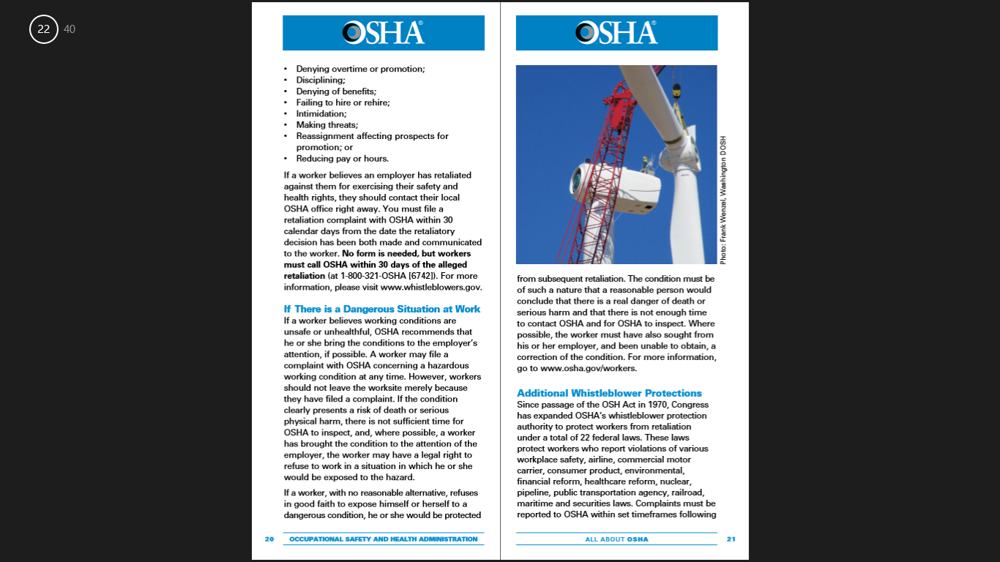 22 40
OSHA®
• Denying overtime or promotion;
• Disciplining;
• Denying of benefits;
• Failing to hire or rehire;
• Intimidation;
• Making threats;
• Reassignment affecting prospects for
promotion; or
• Reducing pay or hours.
If a worker believes an employer has retaliated
against them for exercising their safety and
health rights, they should contact their local
OSHA office right away. You must file a
retaliation complaint with OSHA within 30
calendar days from the date the retaliatory
decision has been both made and communicated
to the worker. No form is needed, but workers
must call OSHA within 30 days of the alleged
retaliation (at 1-800-321-OSHA [6742]). For more
information, please visit www.whistleblowers.gov.
If There is a Dangerous Situation at Work
If a worker believes working conditions are
unsafe or unhealthful, OSHA recommends that
he or she bring the conditions to the employer's
attention, if possible. A worker may file a
complaint with OSHA concerning a hazardous
working condition at any time. However, workers
should not leave the worksite merely because
they have filed a complaint. If the condition
clearly presents a risk of death or serious
physical harm, there is not sufficient time for
OSHA to inspect, and, where possible, a worker
has brought the condition to the attention of the
employer, the worker may have a legal right to
refuse to work in a situation in which he or she
would be exposed to the hazard.
If a worker, with no reasonable alternative, refuses
in good faith to expose himself or herself to a
dangerous condition, he or she would be protected
20 OCCUPATIONAL SAFETY AND HEALTH ADMINISTRATION
OSHA®
Photo: Frank Wenzel, Washington DOSH
from subsequent retaliation. The condition must be
of such a nature that a reasonable person would
conclude that there is a real danger of death or
serious harm and that there is not enough time
to contact OSHA and for OSHA to inspect. Where
possible, the worker must have also sought from
his or her employer, and been unable to obtain, a
correction of the condition. For more information,
go to www.osha.gov/workers.
Additional Whistleblower Protections
Since passage of the OSH Act in 1970, Congress
has expanded OSHA's whistleblower protection
authority to protect workers from retaliation
under a total of 22 federal laws. These laws
protect workers who report violations of various
workplace safety, airline, commercial motor
carrier, consumer product, environmental,
financial reform, healthcare reform, nuclear,
pipeline, public transportation agency, railroad,
maritime and securities laws. Complaints must be
reported to OSHA within set timeframes following
ALL ABOUT OSHA 21